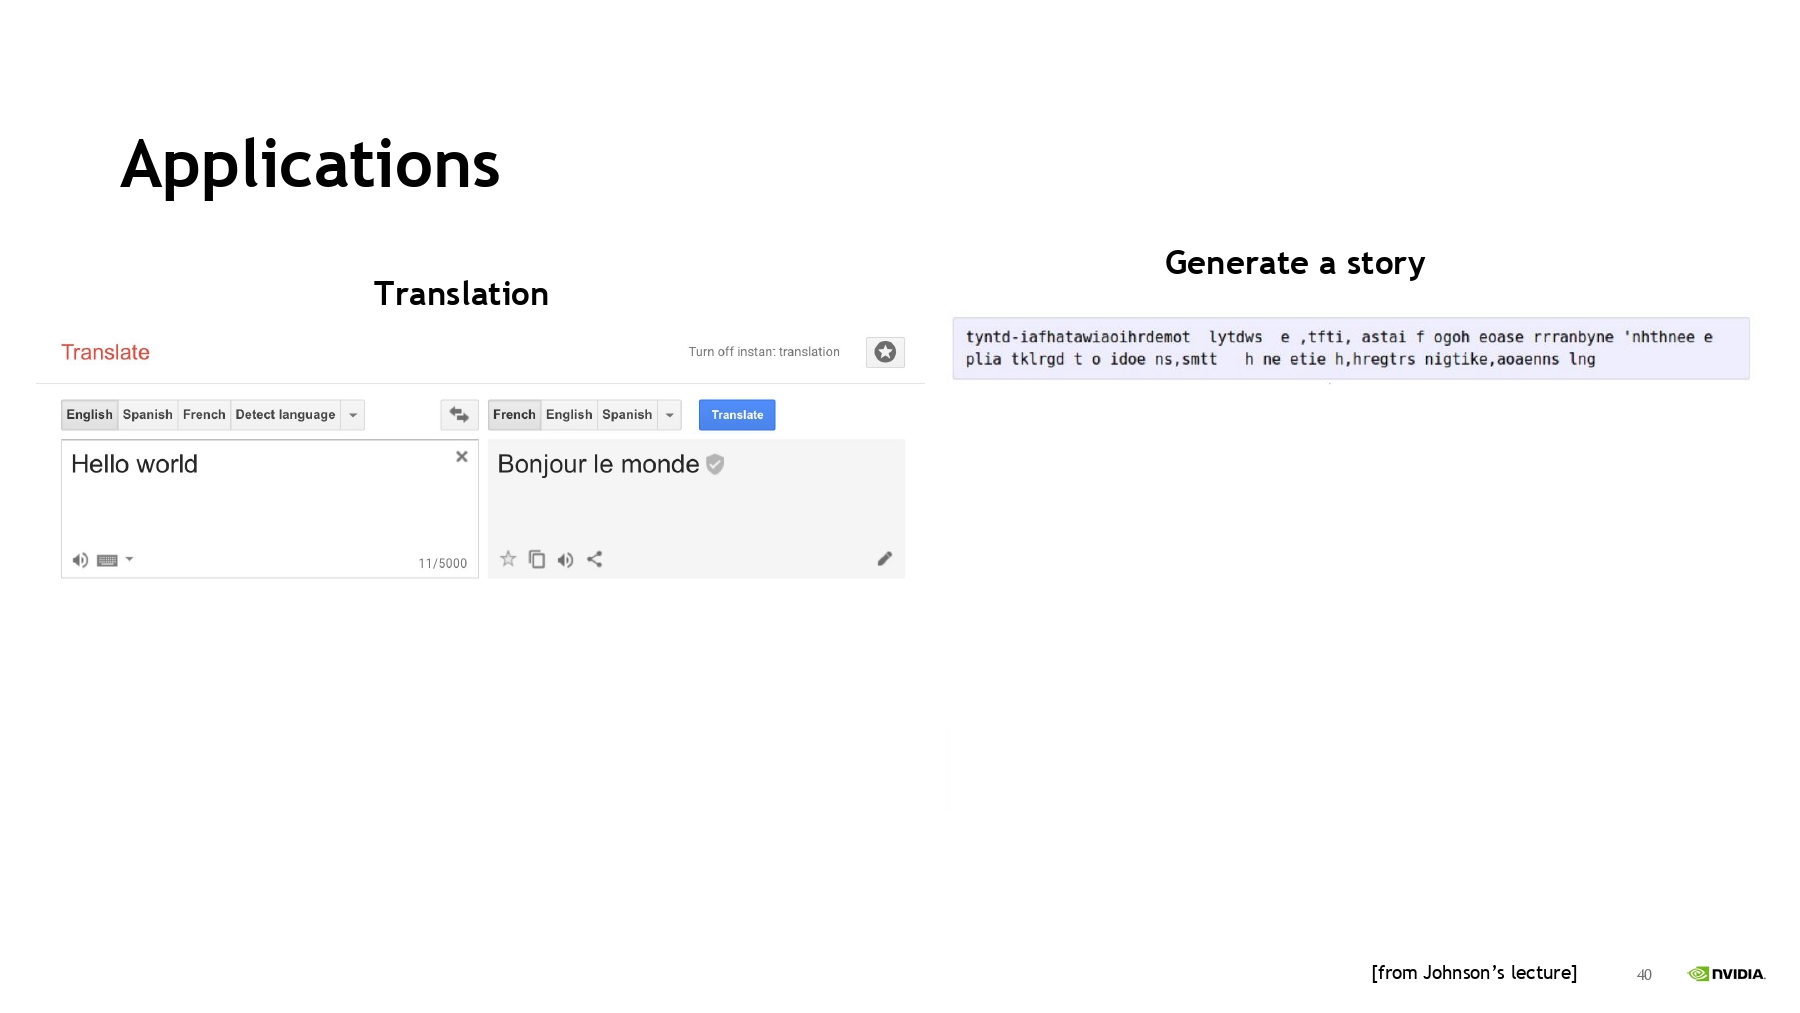 Applications
Translation
Translate
Turn off instan: translation
English Spanish French Detect language
French English Spanish
Translate
Hello world
Bonjour le monde
11/5000
Generate a story
tyntd-iafhatawiaoihrdemot lytdws e ,tfti, astai f ogoh eoase rrranbyne 'nhthnee e
plia tklrgd t o idoe ns,smtt h ne etie h,hregtrs nigtike,aoaenns lng
[from Johnson’s lecture]
40
NVIDIA.